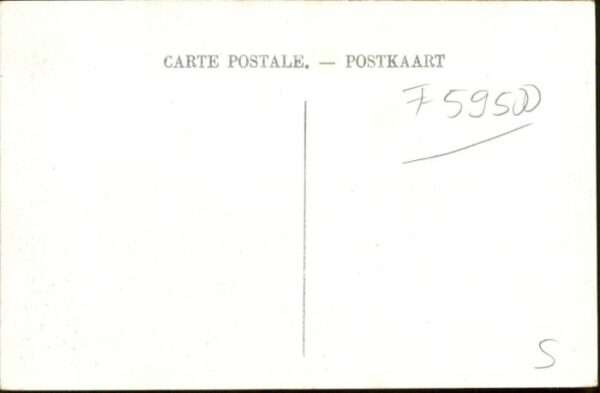 CARTE POSTALE. — POSTKAART
F 59500
S